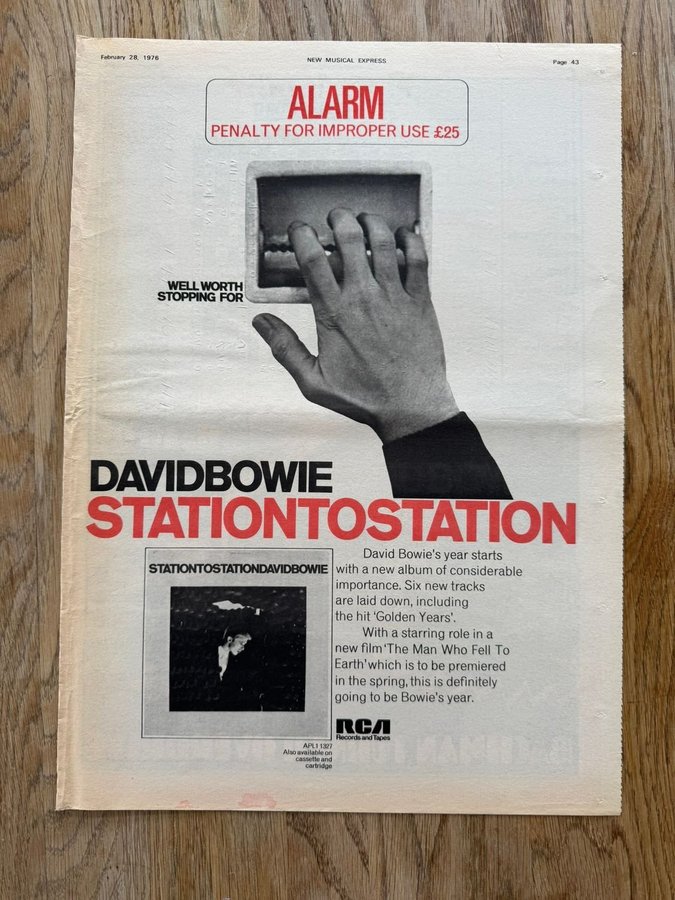 February 28, 1976 NEW MUSICAL EXPRESS Page 43
ALARM
PENALTY FOR IMPROPER USE £25
WELL WORTH
STOPPING FOR
DAVIDBOWIE
STATIONTOSTATION
STATIONTOSTATIONDAVIDBOWIE
David Bowie's year starts
with a new album of considerable
importance. Six new tracks
are laid down, including
the hit 'Golden Years'.
With a starring role in a
new film 'The Man Who Fell To
Earth' which is to be premiered
in the spring, this is definitely
going to be Bowie's year.
RCA
Records and Tapes
APL1 1327
Also available on
cassette and
cartridge